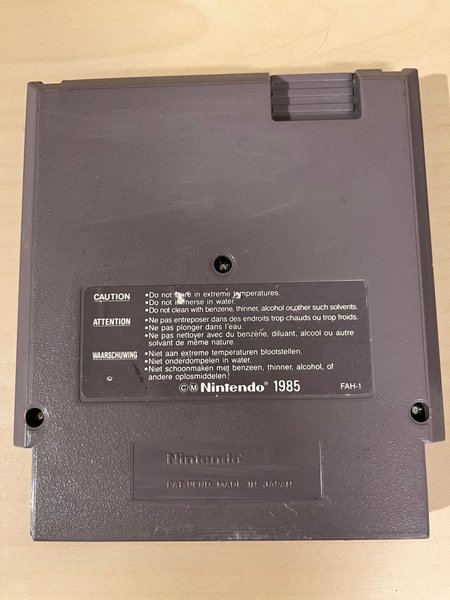 CAUTION •Do not store in extreme temperatures.
•Do not immerse in water.
•Do not clean with benzene, thinner, alcohol or other such solvents.
ATTENTION •Ne pas entreposer dans des endroits trop chauds ou trop froids.
•Ne pas plonger dans l'eau.
•Ne pas nettoyer avec du benzène, diluant, alcool ou autre
solvant de même nature.
WAARSCHUWING •Niet aan extreme temperaturen blootstellen.
•Niet onderdompelen in water.
•Niet schoonmaken met benzeen, thinner, alcohol, of
andere oplosmiddelen.
©Ⓜ Nintendo® 1985 FAH-1
Nintendo®
PAT. PEND. MADE IN JAPAN